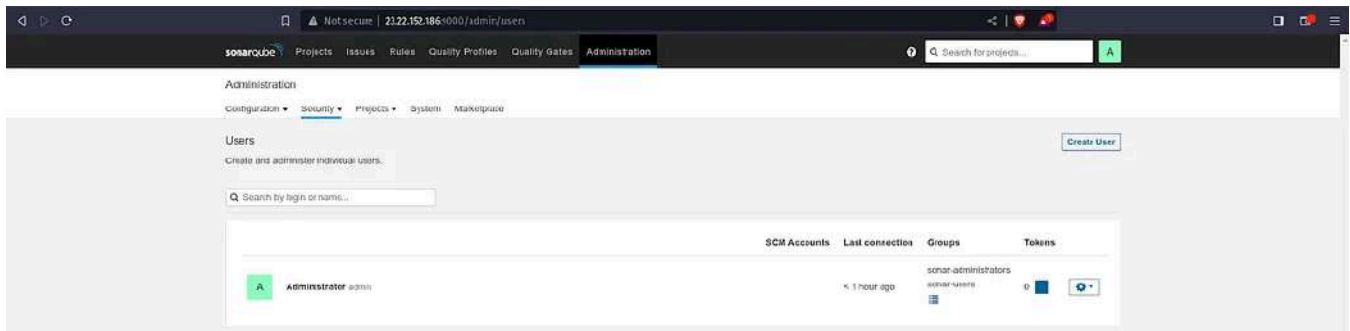 Not secure | 23.22.152.186:9000/admin/users
sonarqube Projects Issues Rules Quality Profiles Quality Gates Administration Search for projects... A
Administration
Configuration Security Projects System Marketplace
Users
Create User
Create and administer individual users.
Search by login or name...
SCM Accounts Last connection Groups Tokens
sonar-administrators
A Administrator admin < 1 hour ago sonar-users 0